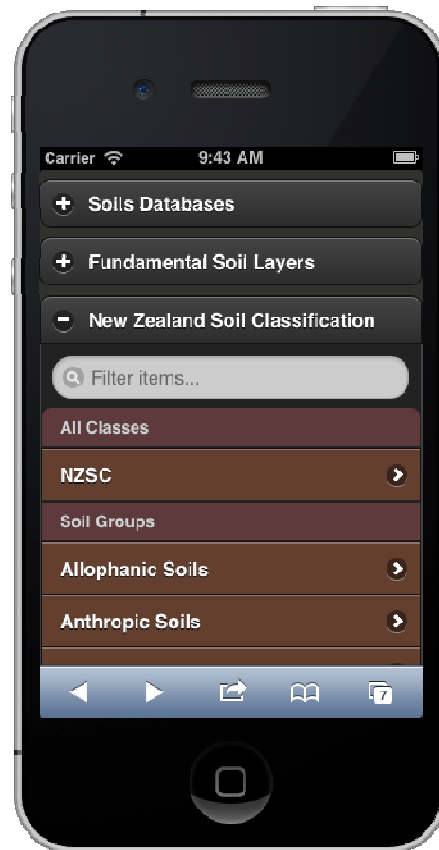 Carrier 9:43 AM
Soils Databases
Fundamental Soil Layers
New Zealand Soil Classification
Filter items...
All Classes
NZSC
Soil Groups
Allophanic Soils
Anthropic Soils
7